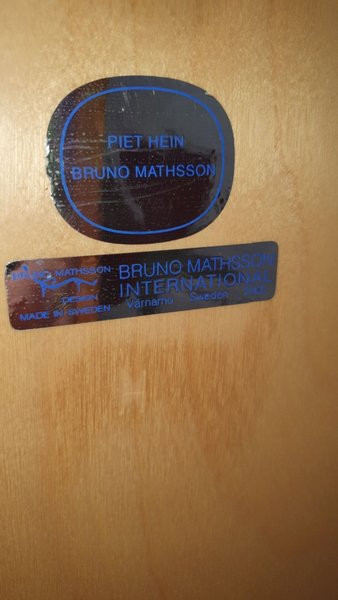 PIET HEIN
BRUNO MATHSSON
MATHSSON
DESIGN
MADE IN SWEDEN
BRUNO MATHSSON
INTERNATIONAL
Värnamo Sweden